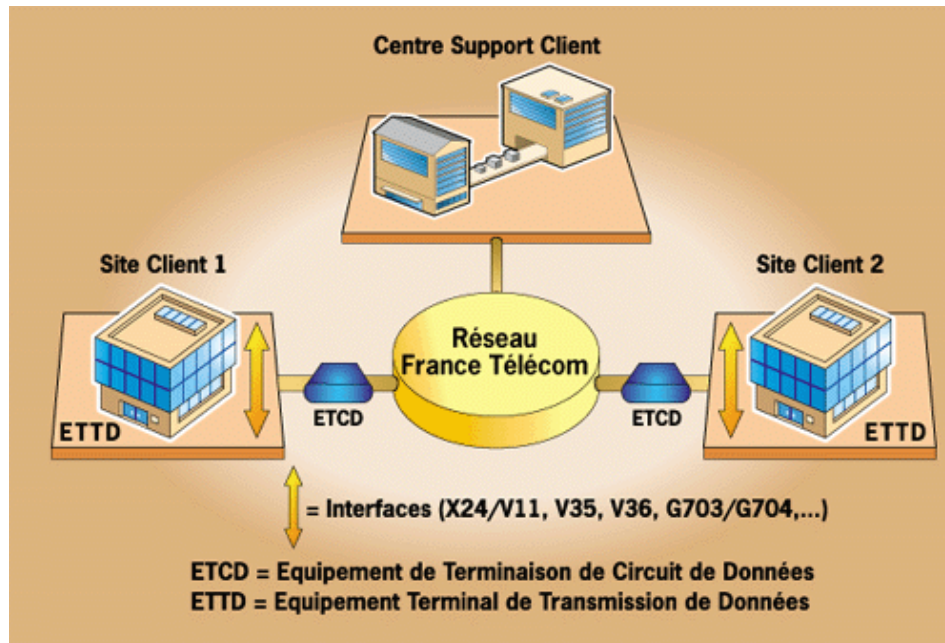 Centre Support Client
Site Client 1
Site Client 2
Réseau
France Télécom
ETTD
ETCD
ETCD
ETTD
= Interfaces (X24/V11, V35, V36, G703/G704,...)
ETCD = Equipement de Terminaison de Circuit de Données
ETTD = Equipement Terminal de Transmission de Données